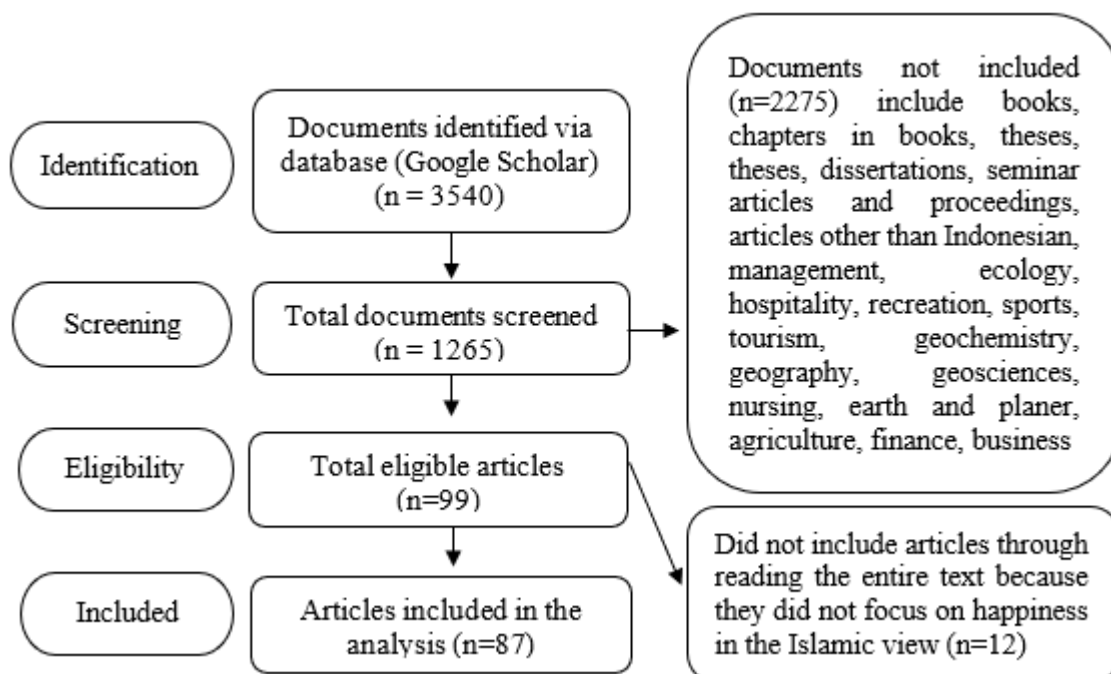 Identification
Documents identified via
database (Google Scholar)
(n = 3540)
Documents not included
(n=2275) include books,
chapters in books, theses,
theses, dissertations, seminar
articles and proceedings,
articles other than Indonesian,
management, ecology,
hospitality, recreation, sports,
tourism, geochemistry,
geography, geosciences,
nursing, earth and planer,
agriculture, finance, business
Screening
Total documents screened
(n = 1265)
Eligibility
Total eligible articles
(n=99)
Did not include articles through
reading the entire text because
they did not focus on happiness
in the Islamic view (n=12)
Included
Articles included in the
analysis (n=87)